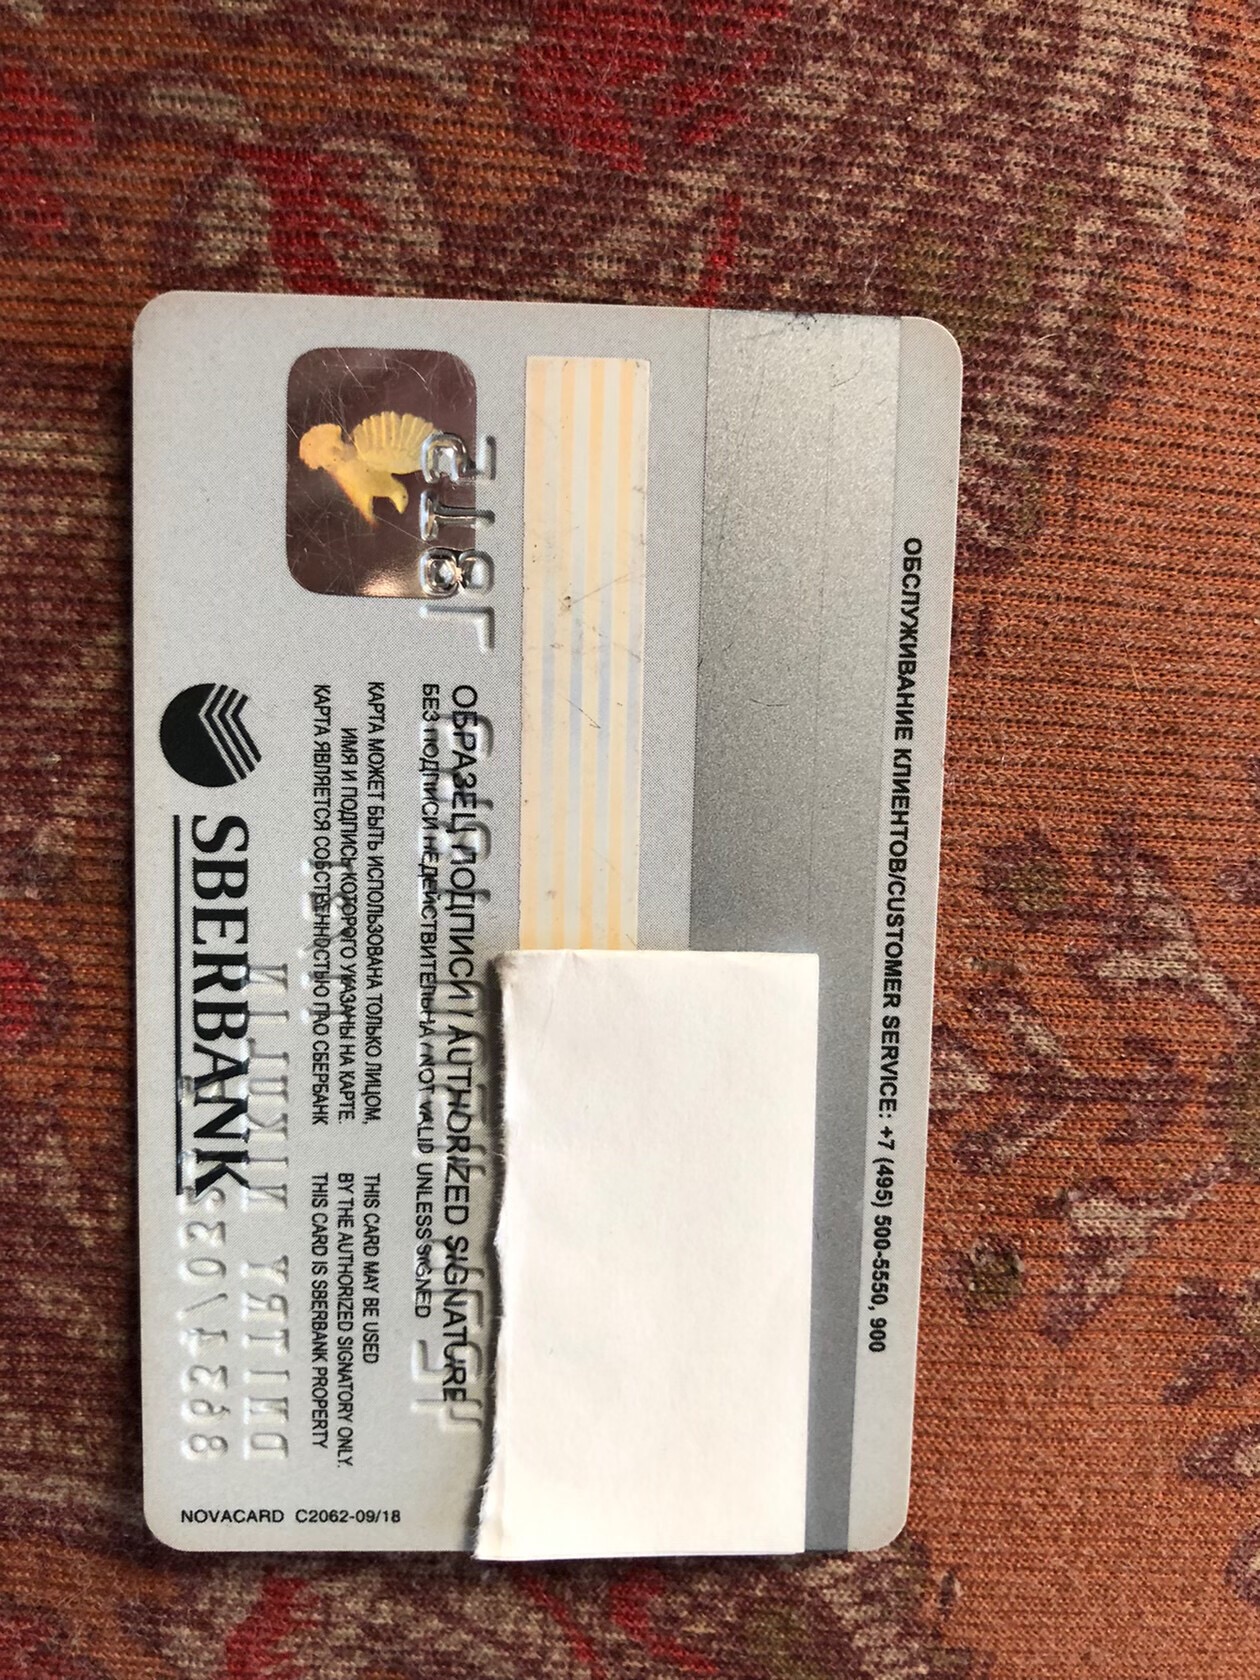 ОБСЛУЖИВАНИЕ КЛИЕНТОВ/CUSTOMER SERVICE: +7 (495) 500-5550, 900
ОБРАЗЕЦ ПОДПИСИ / AUTHORIZED SIGNATURE
БЕЗ ПОДПИСИ НЕДЕЙСТВИТЕЛЬНА / NOT VALID UNLESS SIGNED
КАРТА МОЖЕТ БЫТЬ ИСПОЛЬЗОВАНА ТОЛЬКО ЛИЦОМ,
ИМЯ И ПОДПИСЬ КОТОРОГО УКАЗАНЫ НА КАРТЕ.
КАРТА ЯВЛЯЕТСЯ СОБСТВЕННОСТЬЮ ПАО СБЕРБАНК
THIS CARD MAY BE USED
BY THE AUTHORIZED SIGNATORY ONLY.
THIS CARD IS SBERBANK PROPERTY
SBERBANK
NOVACARD C2062-09/18